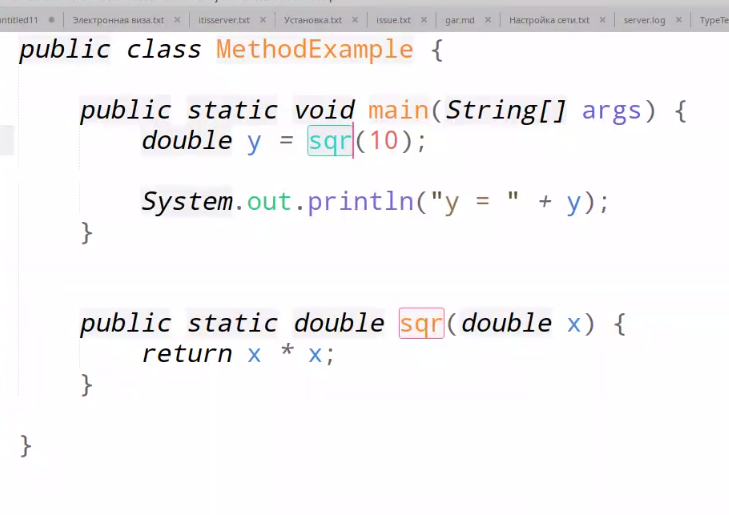 ntitled11 Электронная виза.txt itisserver.txt Установка.txt issue.txt gar.md Настройка сети.txt server.log TypeTe
public class MethodExample {
public static void main(String[] args) {
double y = sqr(10);
System.out.println("y = " + y);
}
public static double sqr(double x) {
return x * x;
}
}